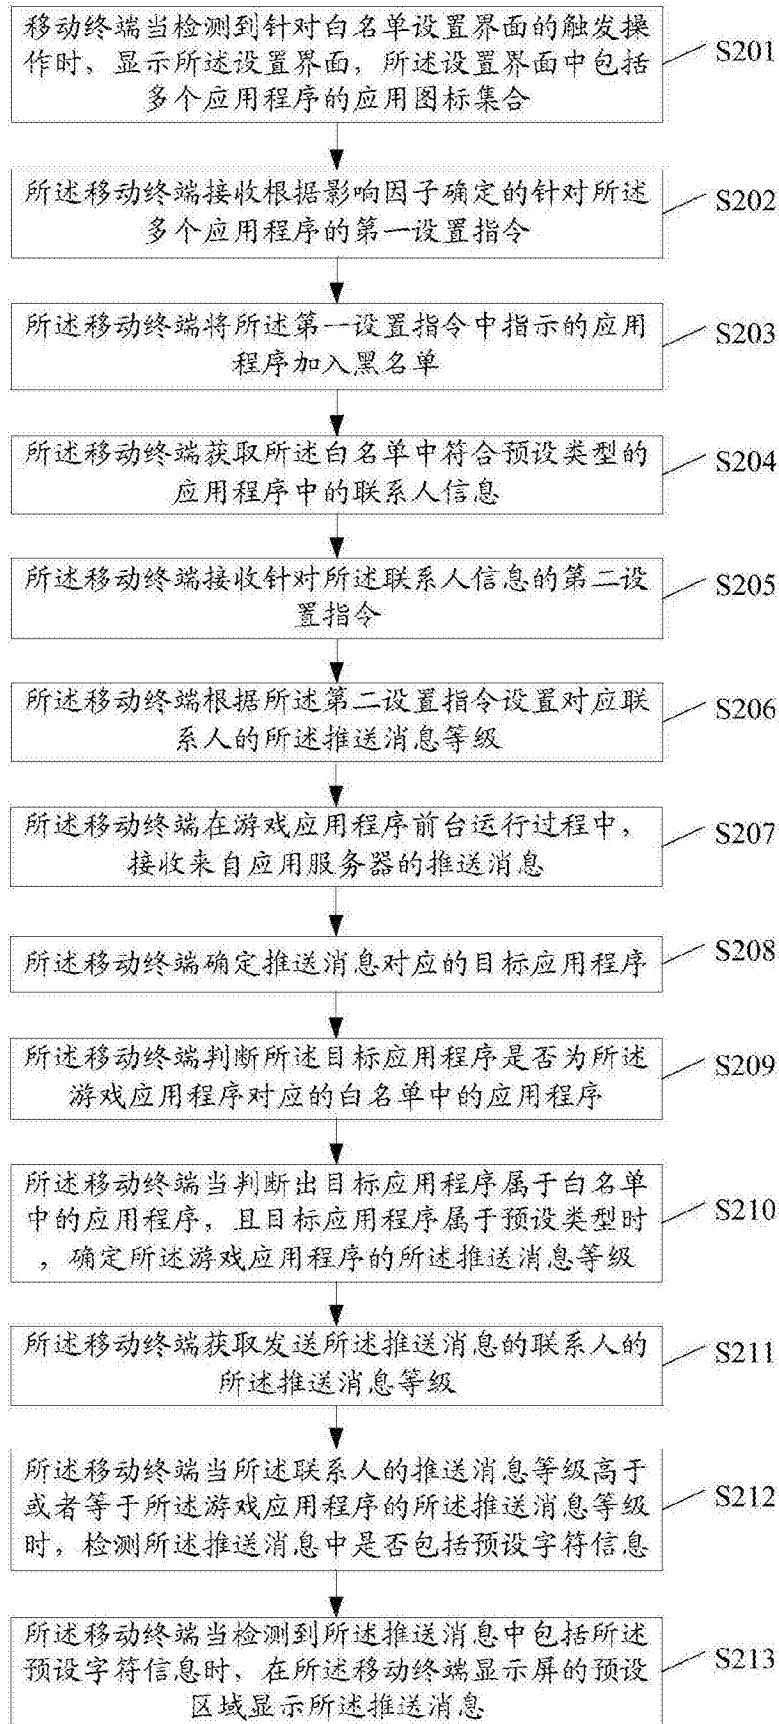 移动终端当检测到针对白名单设置界面的触发操
作时，显示所述设置界面，所述设置界面中包括
多个应用程序的应用图标集合
S201
所述移动终端接收根据影响因子确定的针对所述
多个应用程序的第一设置指令
S202
所述移动终端将所述第一设置指令中指示的应用
程序加入黑名单
S203
所述移动终端获取所述白名单中符合预设类型的
应用程序中的联系人信息
S204
所述移动终端接收针对所述联系人信息的第二设
置指令
S205
所述移动终端根据所述第二设置指令设置对应联
系人的所述推送消息等级
S206
所述移动终端在游戏应用程序前台运行过程中，
接收来自应用服务器的推送消息
S207
所述移动终端确定推送消息对应的目标应用程序
S208
所述移动终端判断所述目标应用程序是否为所述
游戏应用程序对应的白名单中的应用程序
S209
所述移动终端当判断出目标应用程序属于白名单
中的应用程序，且目标应用程序属于预设类型时
，确定所述游戏应用程序的所述推送消息等级
S210
所述移动终端获取发送所述推送消息的联系人的
所述推送消息等级
S211
所述移动终端当所述联系人的推送消息等级高于
或者等于所述游戏应用程序的所述推送消息等级
时，检测所述推送消息中是否包括预设字符信息
S212
所述移动终端当检测到所述推送消息中包括所述
预设字符信息时，在所述移动终端显示屏的预设
区域显示所述推送消息
S213